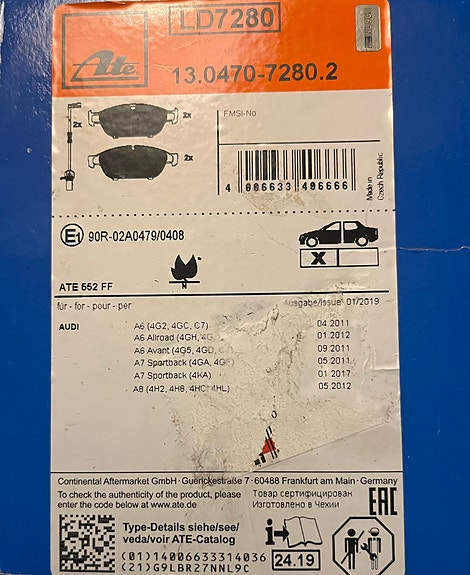 LD7280
Ate
13.0470-7280.2
2x
2x
2x
FMSI-No
4 006633 406666
Made in
Czech Republic
E1 90R-02A0479/0408
N
X
ATE 552 FF
für - for - pour - per
Ausgabe/Issue 01/2019
AUDI
A6 (4G2, 4GC, C7) 04.2011
A6 Allroad (4GH, 01.2012
A6 Avant (4G5, 4GD, 09.2011
A7 Sportback (4GA, 05.2011
A7 Sportback (4KA) 01.2017
A8 (4H2, 4H8, 4HC, 4HL) 05.2012
Continental Aftermarket GmbH · Guerickestraße 7 · 60488 Frankfurt am Main · Germany
To check the authenticity of the product, please
enter the code below at www.ate.de
Товар сертифицирован
Изготовлено в Чехии
EAC
Type-Details siehe/see/
veda/voir ATE-Catalog
i
24.19
(01)14006633314036
(21)G9LBR27NNL9C